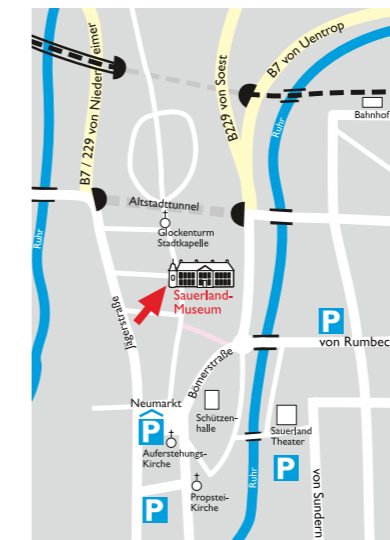 B7 / 229 von Niedereimer
B229 von Soest
B7 von Uentrop
Bahnhof
Ruhr
Altstadttunnel
Glockenturm
Stadtkapelle
Ruhr
Sauerland-
Museum
Jägerstraße
P
von Rumbec
Bömerstraße
Neumarkt
P
Schützen-
halle
Sauerland
Theater
Auferstehungs-
Kirche
P
Ruhr
von Sundern
Propstei-
Kirche
P